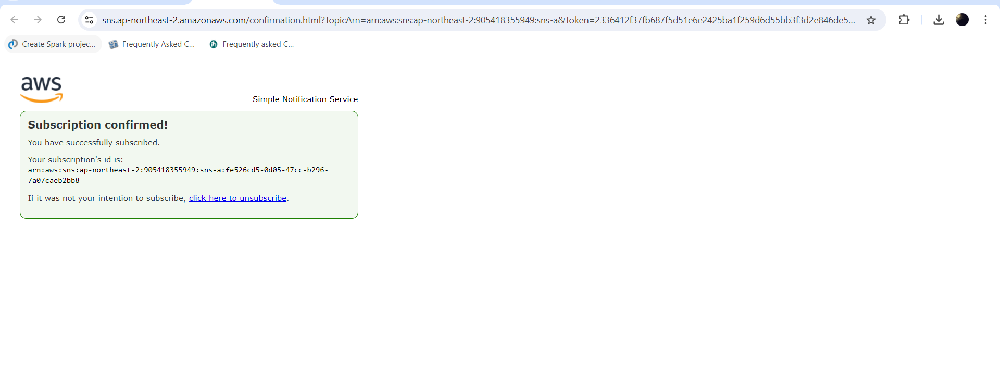 sns.ap-northeast-2.amazonaws.com/confirmation.html?TopicArn=arn:aws:sns:ap-northeast-2:905418355949:sns-a&Token=2336412f37fb687f5d51e6e2425ba1f259d6d55bb3f3d2e846de5...
Create Spark projec... Frequently Asked C... Frequently asked C...
aws
Simple Notification Service
Subscription confirmed!
You have successfully subscribed.
Your subscription's id is:
arn:aws:sns:ap-northeast-2:905418355949:sns-a:fe526cd5-0d05-47cc-b296-
7a07caeb2bb8
If it was not your intention to subscribe, click here to unsubscribe.